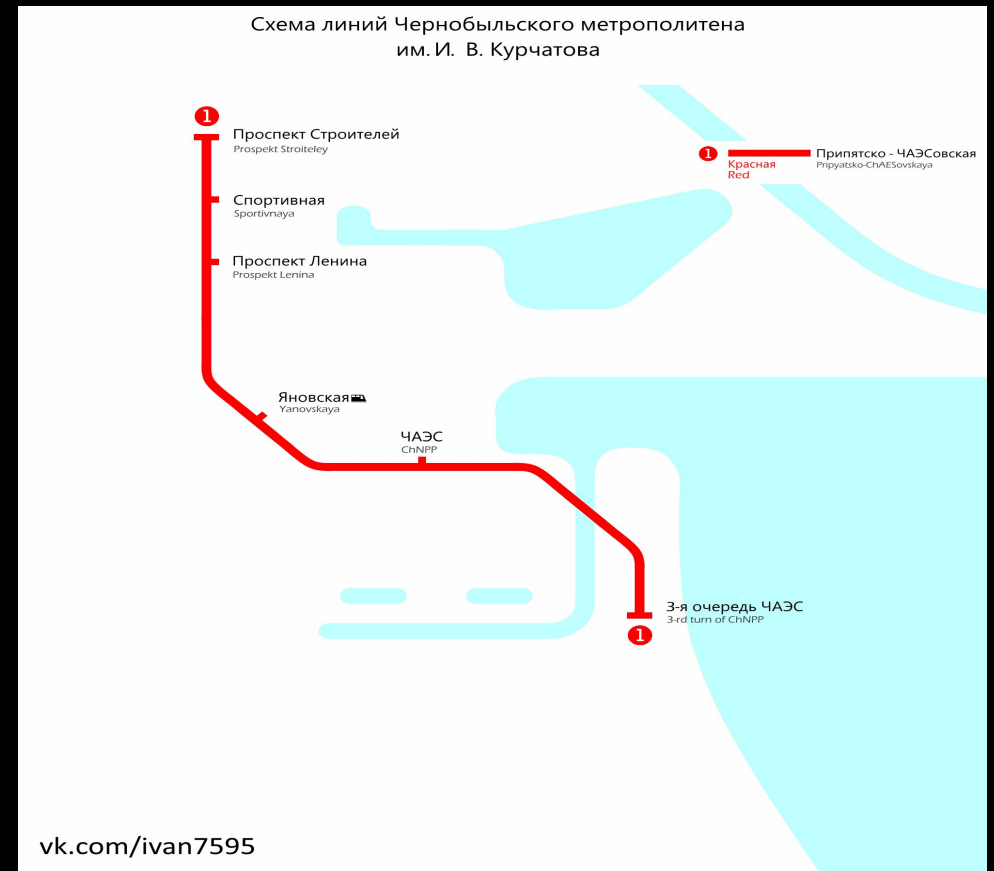 Схема линий Чернобыльского метрополитена
им. И. В. Курчатова
1
Проспект Строителей
Prospekt Stroiteley
1
Красная
Red
Припятско - ЧАЭСовская
Pripyatsko-ChAESovskaya
Спортивная
Sportivnaya
Проспект Ленина
Prospekt Lenina
Яновская
Yanovskaya
ЧАЭС
ChNPP
3-я очередь ЧАЭС
3-rd turn of ChNPP
1
vk.com/ivan7595